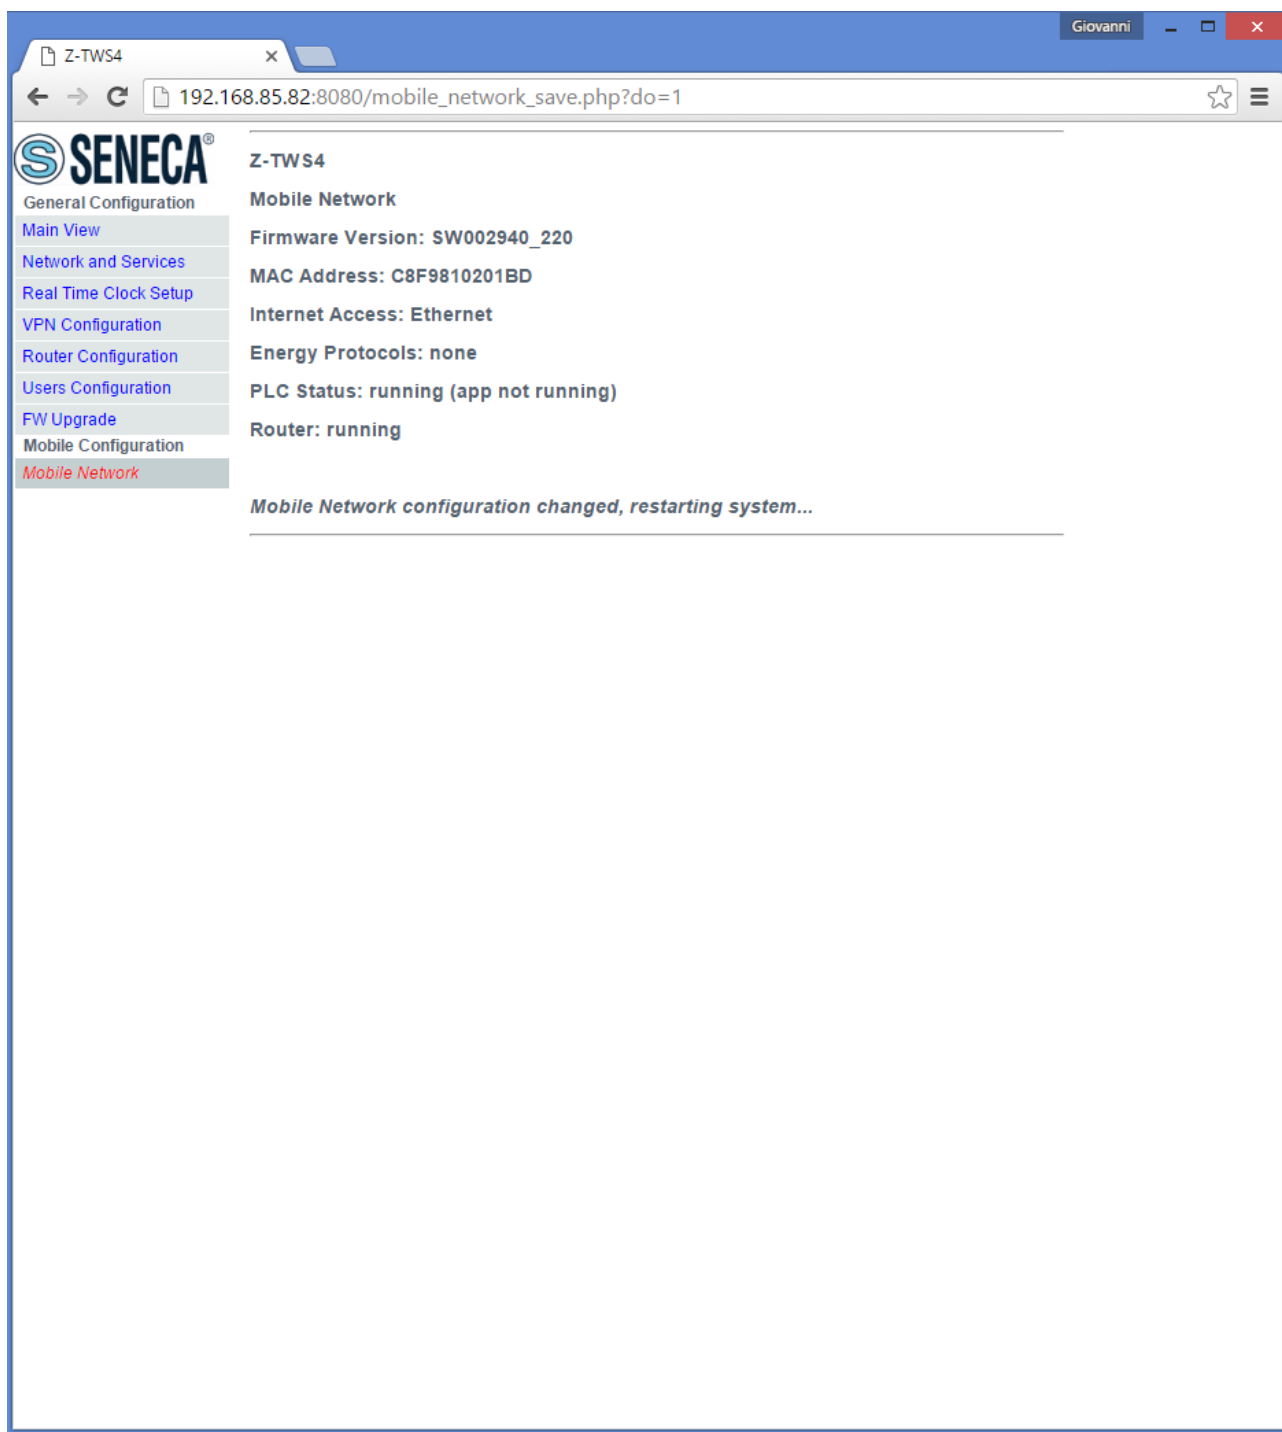 Giovanni
Z-TWS4
192.168.85.82:8080/mobile_network_save.php?do=1
SENECA®
General Configuration
Main View
Network and Services
Real Time Clock Setup
VPN Configuration
Router Configuration
Users Configuration
FW Upgrade
Mobile Configuration
Mobile Network
Z-TWS4
Mobile Network
Firmware Version: SW002940_220
MAC Address: C8F9810201BD
Internet Access: Ethernet
Energy Protocols: none
PLC Status: running (app not running)
Router: running
Mobile Network configuration changed, restarting system...